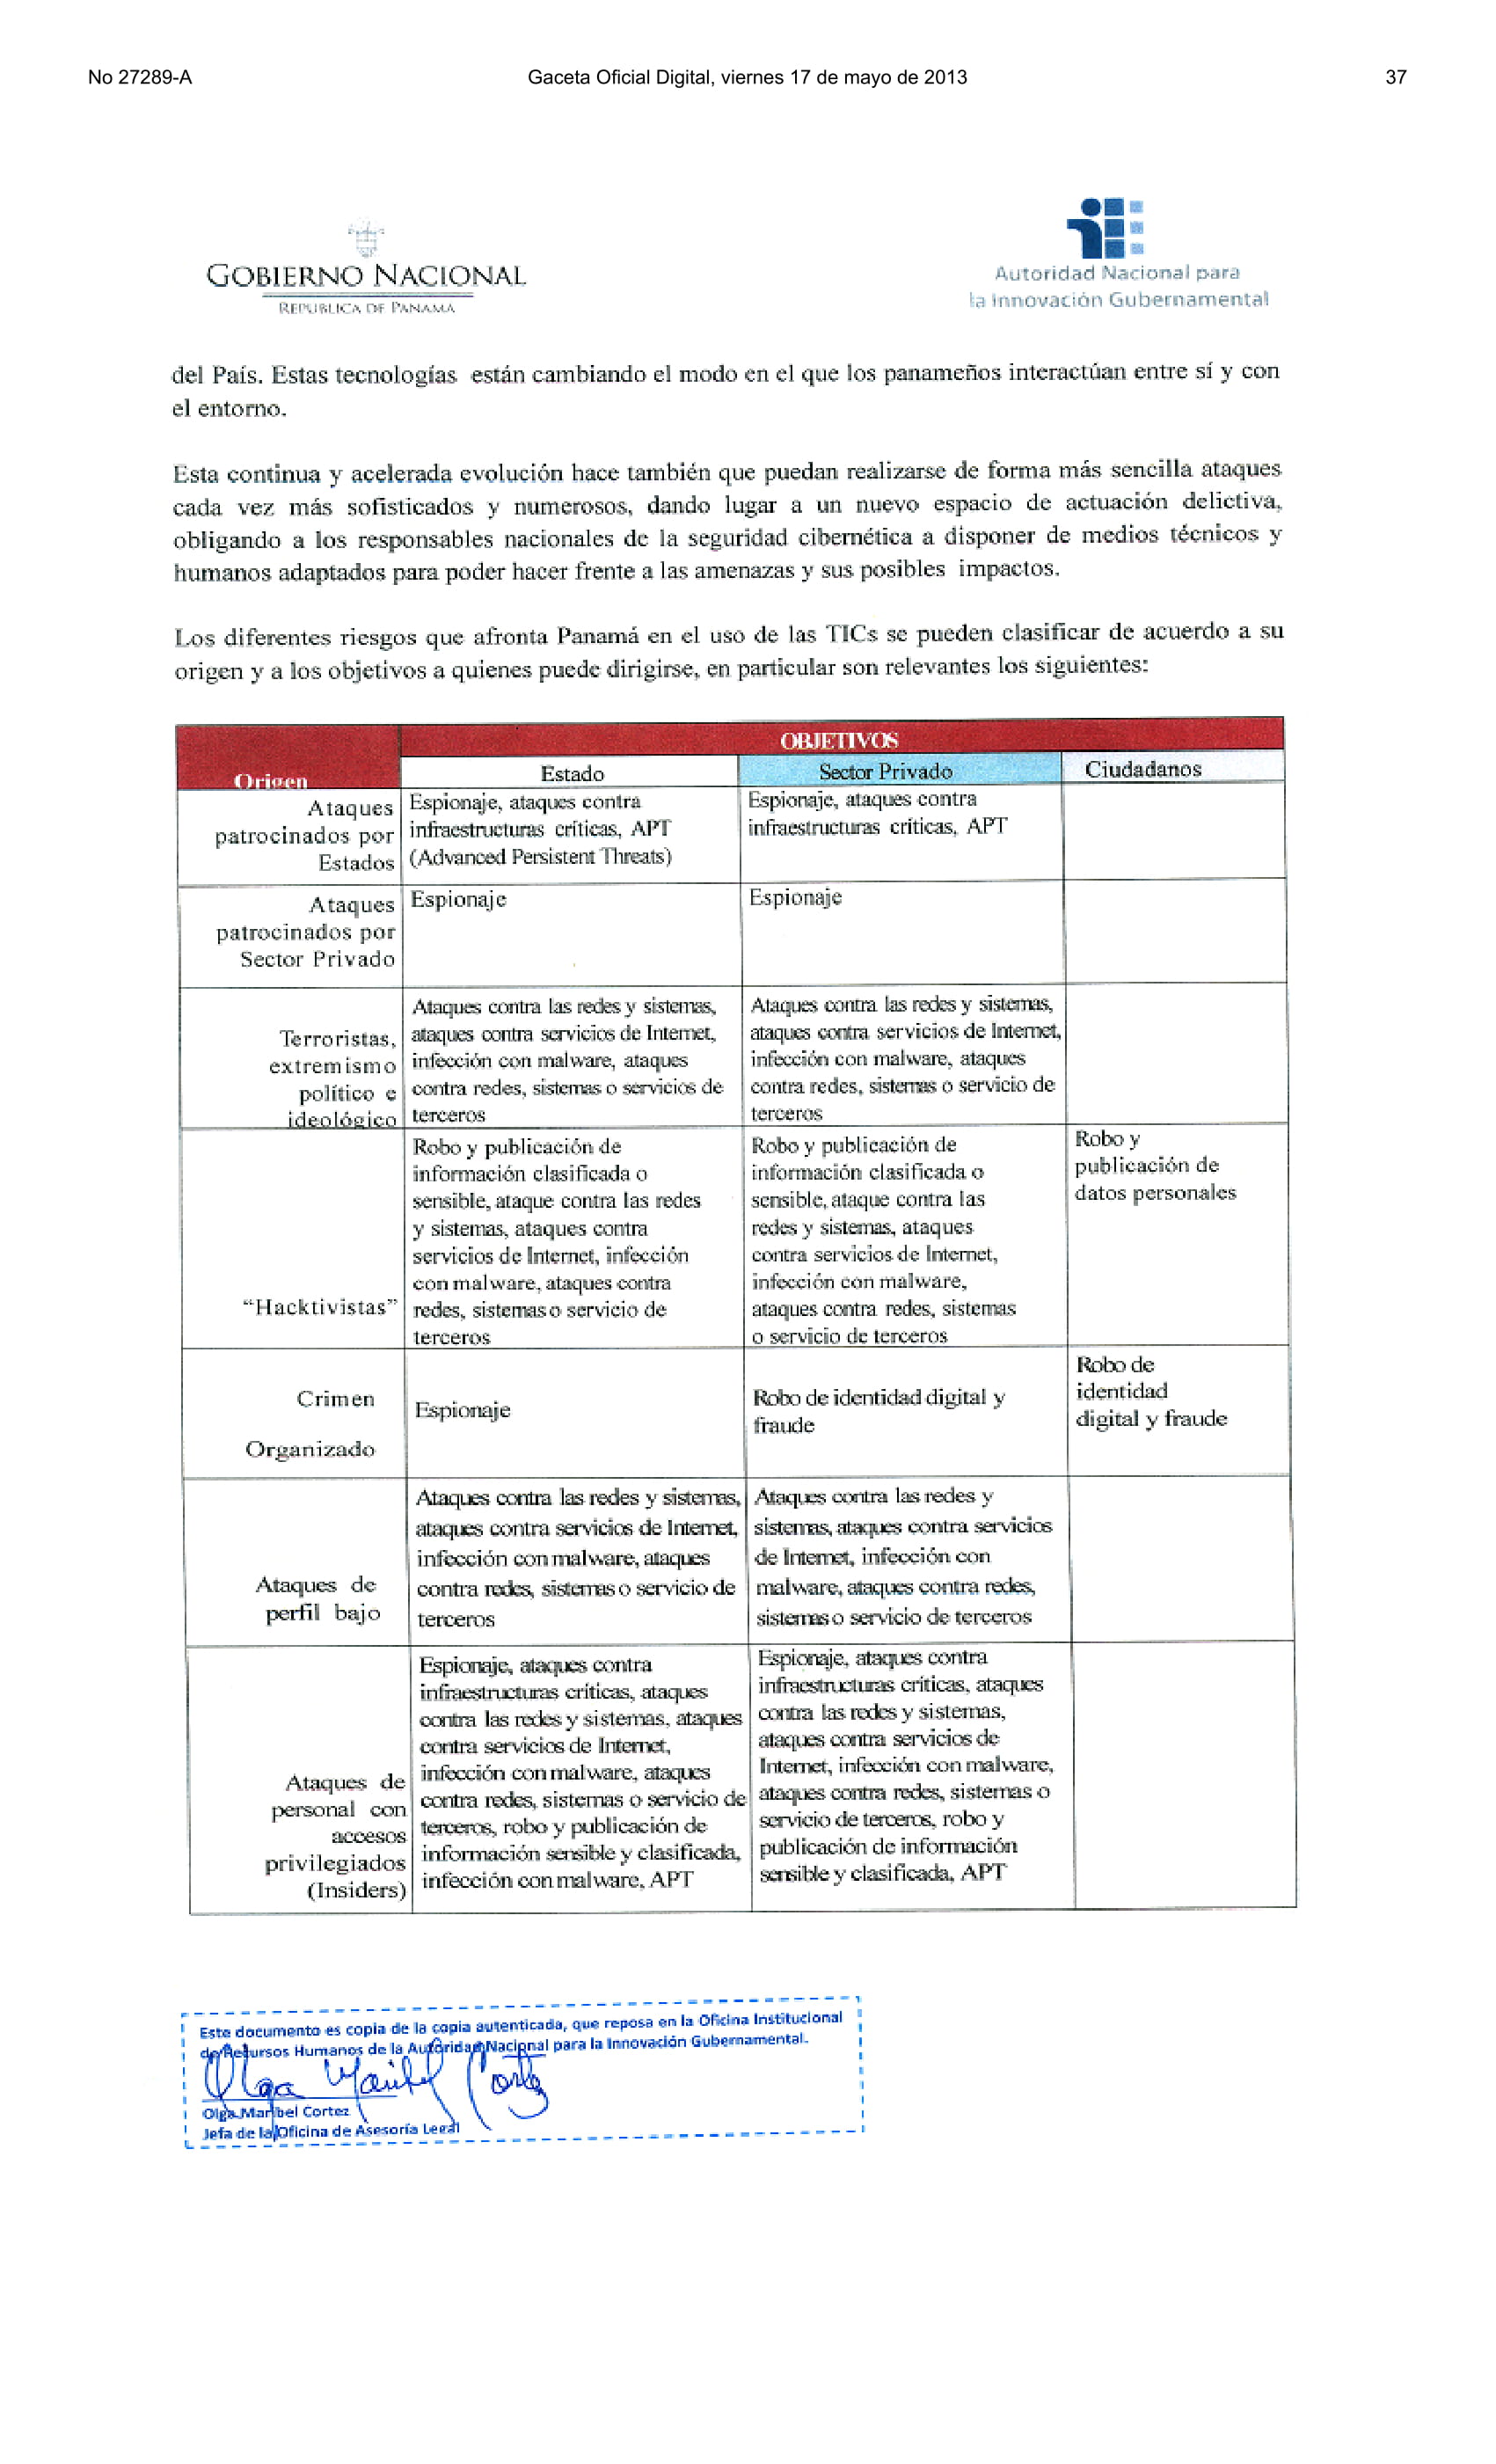 No 27289-A
Gaceta Oficial Digital, viernes 17 de mayo de 2013
37
GOBIERNO NACIONAL
REPUBLICA DE PANAMA
Autoridad Nacional para
la Innovación Gubernamental
del País. Estas tecnologías están cambiando el modo en el que los panameños interactúan entre sí y con
el entorno.
Esta continua y acelerada evolución hace también que puedan realizarse de forma más sencilla ataques
cada vez más sofisticados y numerosos, dando lugar a un nuevo espacio de actuación delictiva,
obligando a los responsables nacionales de la seguridad cibernética a disponer de medios técnicos y
humanos adaptados para poder hacer frente a las amenazas y sus posibles impactos.
Los diferentes riesgos que afronta Panamá en el uso de las TICs se pueden clasificar de acuerdo a su
origen y a los objetivos a quienes puede dirigirse, en particular son relevantes los siguientes:
OBJETIVOS
Origen
Estado
Sector Privado
Ciudadanos
Ataques
patrocinados por
Estados
Espionaje, ataques contra
infraestructuras críticas, APT
(Advanced Persistent Threats)
Espionaje, ataques contra
infraestructuras críticas, APT
Ataques
patrocinados por
Sector Privado
Espionaje
Espionaje
Terroristas,
extremismo
político e
ideológico
Ataques contra las redes y sistemas,
ataques contra servicios de Internet,
infección con malware, ataques
contra redes, sistemas o servicios de
terceros
Ataques contra las redes y sistemas,
ataques contra servicios de Internet,
infección con malware, ataques
contra redes, sistemas o servicio de
terceros
“Hacktivistas”
Robo y publicación de
información clasificada o
sensible, ataque contra las redes
y sistemas, ataques contra
servicios de Internet, infección
con malware, ataques contra
redes, sistemas o servicio de
terceros
Robo y publicación de
información clasificada o
sensible, ataque contra las
redes y sistemas, ataques
contra servicios de Internet,
infección con malware,
ataques contra redes, sistemas
o servicio de terceros
Robo y
publicación de
datos personales
Crimen
Organizado
Espionaje
Robo de identidad digital y
fraude
Robo de
identidad
digital y fraude
Ataques de
perfil bajo
Ataques contra las redes y sistemas,
ataques contra servicios de Internet,
infección con malware, ataques
contra redes, sistemas o servicio de
terceros
Ataques contra las redes y
sistemas, ataques contra servicios
de Internet, infección con
malware, ataques contra redes,
sistemas o servicio de terceros
Ataques de
personal con
accesos
privilegiados
(Insiders)
Espionaje, ataques contra
infraestructuras críticas, ataques
contra las redes y sistemas, ataques
contra servicios de Internet,
infección con malware, ataques
contra redes, sistemas o servicio de
terceros, robo y publicación de
información sensible y clasificada,
infección con malware, APT
Espionaje, ataques contra
infraestructuras críticas, ataques
contra las redes y sistemas,
ataques contra servicios de
Internet, infección con malware,
ataques contra redes, sistemas o
servicio de terceros, robo y
publicación de información
sensible y clasificada, APT
Este documento es copia de la copia autenticada, que reposa en la Oficina Institucional
de Recursos Humanos de la Autoridad Nacional para la Innovación Gubernamental.
Olga Maribel Cortez
Olga Maribel Cortez
Jefa de la Oficina de Asesoría Legal